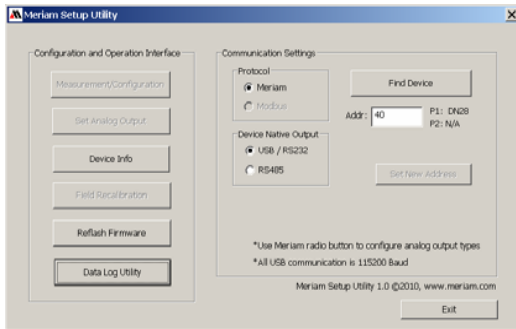 Meriam Setup Utility
Configuration and Operation Interface
Measurement/Configuration
Set Analog Output
Device Info
Field Recalibration
Reflash Firmware
Data Log Utility
Communication Settings
Protocol
Meriam
Modbus
Device Native Output
USB / RS232
RS485
Find Device
Addr: 40
P1: DN28
P2: N/A
Set New Address
*Use Meriam radio button to configure analog output types
*All USB communication is 115200 Baud
Meriam Setup Utility 1.0 ©2010, www.meriam.com
Exit